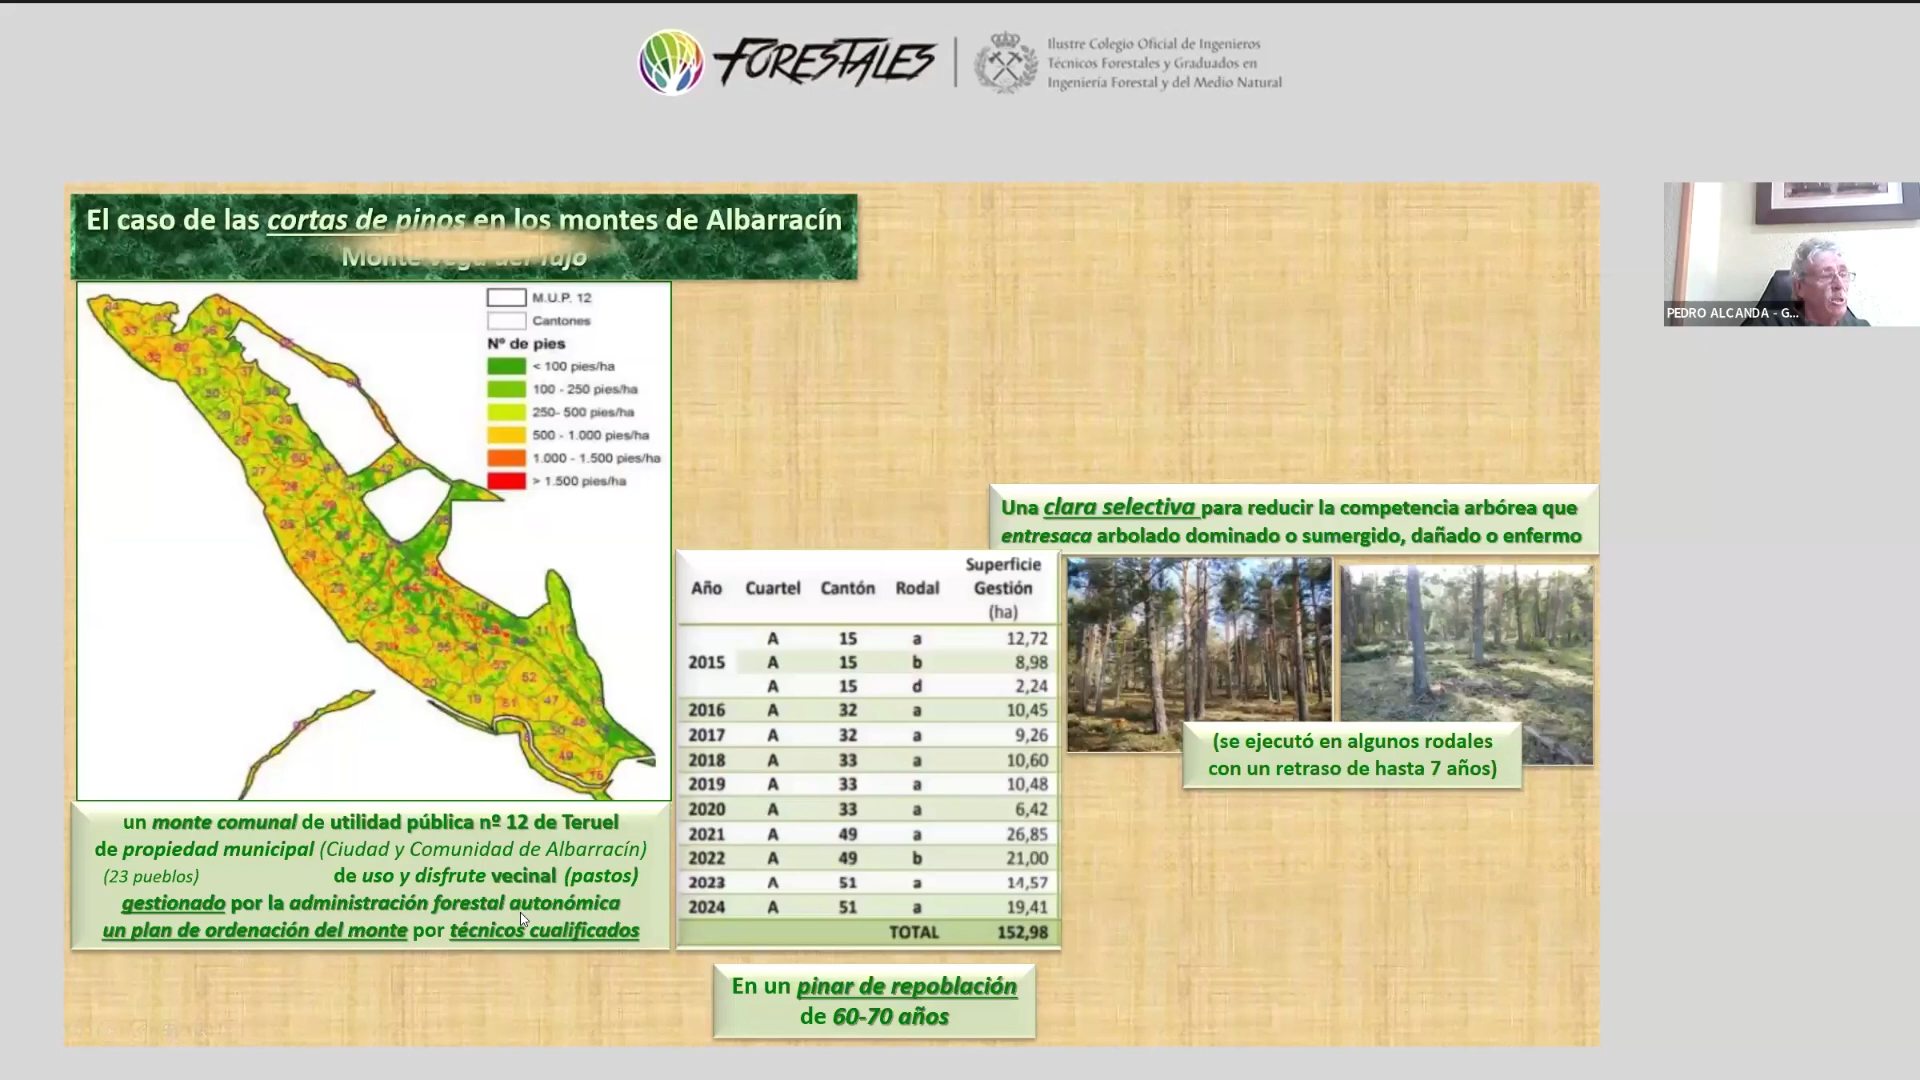 FORESTALES
Ilustre Colegio Oficial de Ingenieros
Técnicos Forestales y Graduados en
Ingeniería Forestal y del Medio Natural
El caso de las cortas de pinos en los montes de Albarracín
Monte Vega del Tajo
M.U.P. 12
Cantones
Nº de pies
< 100 pies/ha
100 - 250 pies/ha
250- 500 pies/ha
500 - 1.000 pies/ha
1.000 - 1.500 pies/ha
> 1.500 pies/ha
un monte comunal de utilidad pública nº 12 de Teruel
de propiedad municipal (Ciudad y Comunidad de Albarracín)
(23 pueblos) de uso y disfrute vecinal (pastos)
gestionado por la administración forestal autonómica
un plan de ordenación del monte por técnicos cualificados
Año Cuartel Cantón Rodal Superficie Gestión (ha)
A 15 a 12,72
2015 A 15 b 8,98
A 15 d 2,24
2016 A 32 a 10,45
2017 A 32 a 9,26
2018 A 33 a 10,60
2019 A 33 a 10,48
2020 A 33 a 6,42
2021 A 49 a 26,85
2022 A 49 b 21,00
2023 A 51 a 14,57
2024 A 51 a 19,41
TOTAL 152,98
En un pinar de repoblación
de 60-70 años
Una clara selectiva para reducir la competencia arbórea que
entresaca arbolado dominado o sumergido, dañado o enfermo
(se ejecutó en algunos rodales
con un retraso de hasta 7 años)
PEDRO ALCANDA - G...